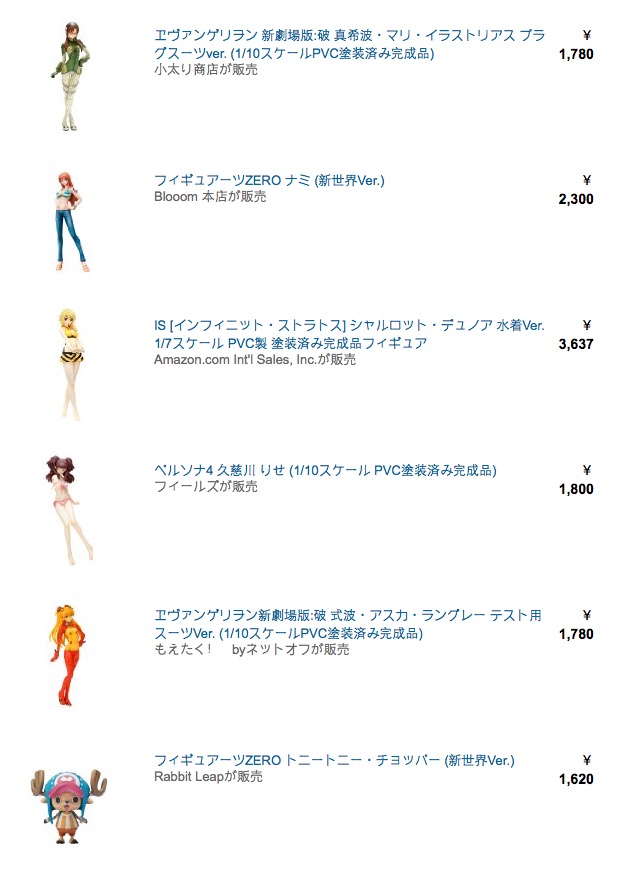 ヱヴァンゲリヲン 新劇場版:破 真希波・マリ・イラストリアス プラ
グスーツver. (1/10スケールPVC塗装済み完成品)
小太り商店が販売
￥
1,780
フィギュアーツZERO ナミ (新世界Ver.)
Blooom 本店が販売
￥
2,300
IS [インフィニット・ストラトス] シャルロット・デュノア 水着Ver.
1/7スケール PVC製 塗装済み完成品フィギュア
Amazon.com Int'l Sales, Inc.が販売
￥
3,637
ペルソナ4 久慈川 りせ (1/10スケール PVC塗装済み完成品)
フィールズが販売
￥
1,800
ヱヴァンゲリヲン新劇場版:破 式波・アスカ・ラングレー テスト用
スーツVer. (1/10スケールPVC塗装済み完成品)
もえたく！　byネットオフが販売
￥
1,780
フィギュアーツZERO トニートニー・チョッパー (新世界Ver.)
Rabbit Leapが販売
￥
1,620